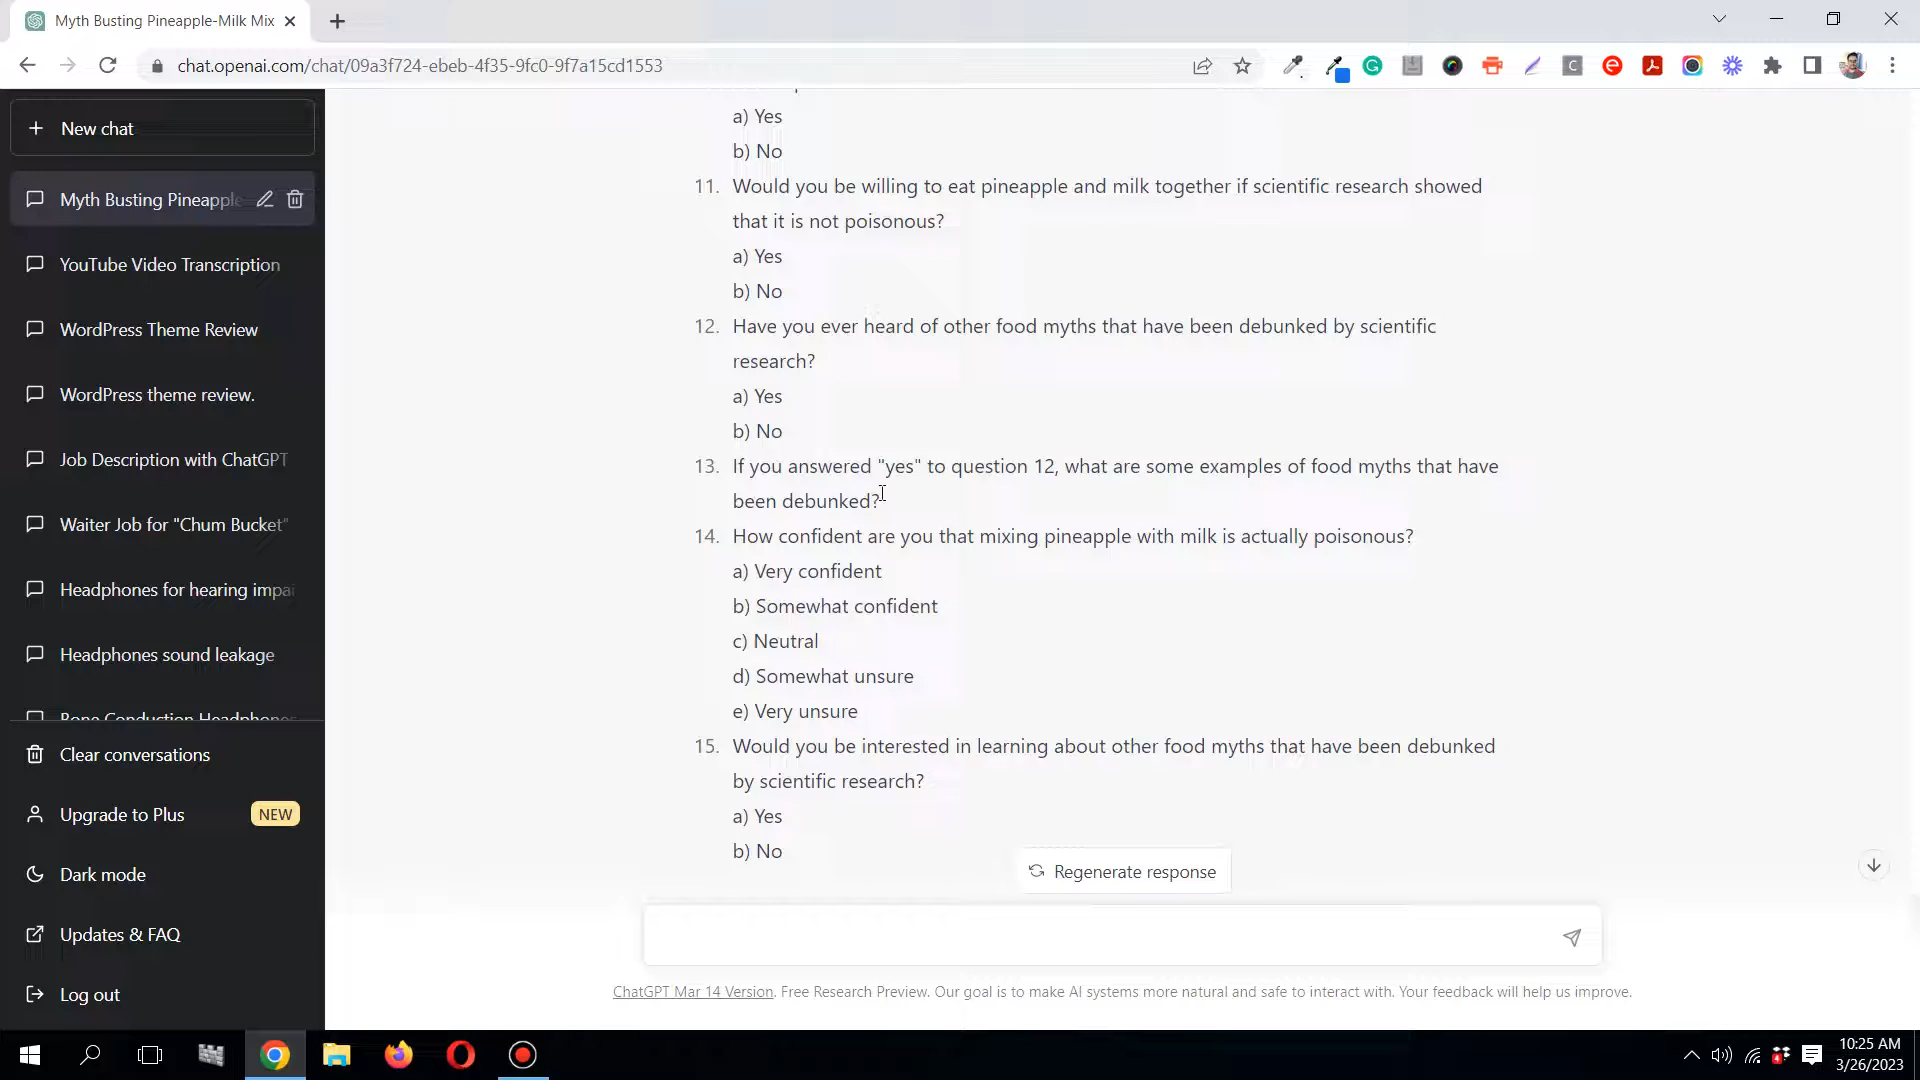 Myth Busting Pineapple-Milk Mix
chat.openai.com/chat/09a3f724-ebeb-4f35-9fc0-9f7a15cd1553
New chat
Myth Busting Pineapple
YouTube Video Transcription
WordPress Theme Review
WordPress theme review.
Job Description with ChatGPT
Waiter Job for "Chum Bucket"
Headphones for hearing impai
Headphones sound leakage
Bone Conduction Headphones
Clear conversations
Upgrade to Plus
NEW
Dark mode
Updates & FAQ
Log out
a) Yes
b) No
11. Would you be willing to eat pineapple and milk together if scientific research showed
that it is not poisonous?
a) Yes
b) No
12. Have you ever heard of other food myths that have been debunked by scientific
research?
a) Yes
b) No
13. If you answered "yes" to question 12, what are some examples of food myths that have
been debunked?
14. How confident are you that mixing pineapple with milk is actually poisonous?
a) Very confident
b) Somewhat confident
c) Neutral
d) Somewhat unsure
e) Very unsure
15. Would you be interested in learning about other food myths that have been debunked
by scientific research?
a) Yes
b) No
Regenerate response
ChatGPT Mar 14 Version. Free Research Preview. Our goal is to make AI systems more natural and safe to interact with. Your feedback will help us improve.
10:25 AM
3/26/2023